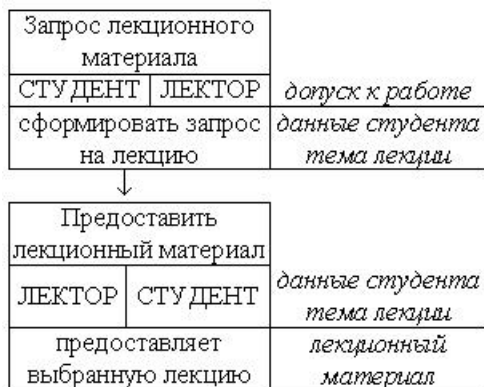 Запрос лекционного
материала
СТУДЕНТ ЛЕКТОР допуск к работе
сформировать запрос данные студента
на лекцию тема лекции
Предоставить
лекционный материал
ЛЕКТОР СТУДЕНТ данные студента
тема лекции
предоставляет лекционный
выбранную лекцию материал